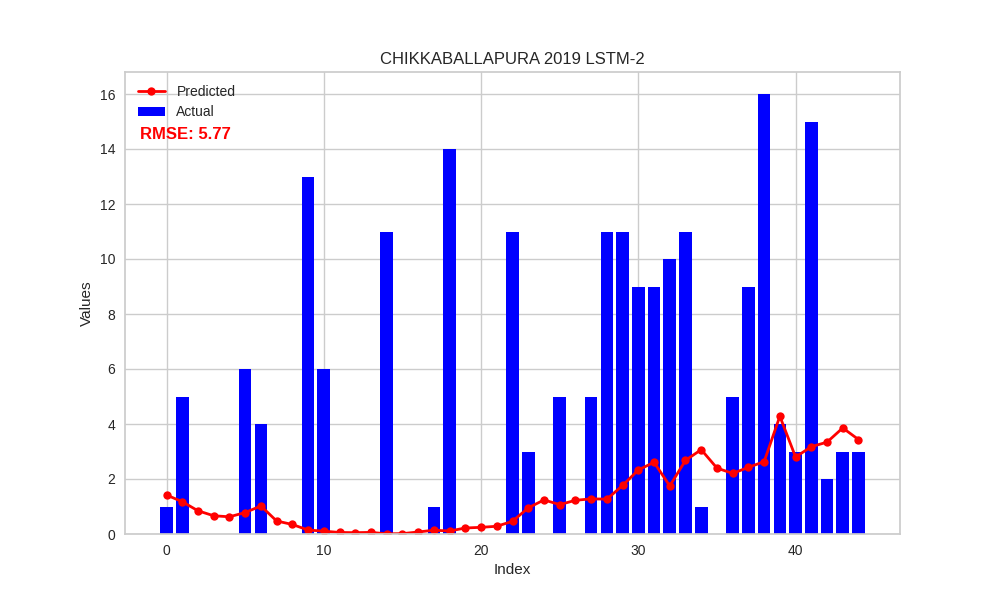 CHIKKABALLAPURA 2019 LSTM-2
Predicted
Actual
RMSE: 5.77
16
14
12
10
8
6
4
2
0
Values
0 10 20 30 40
Index